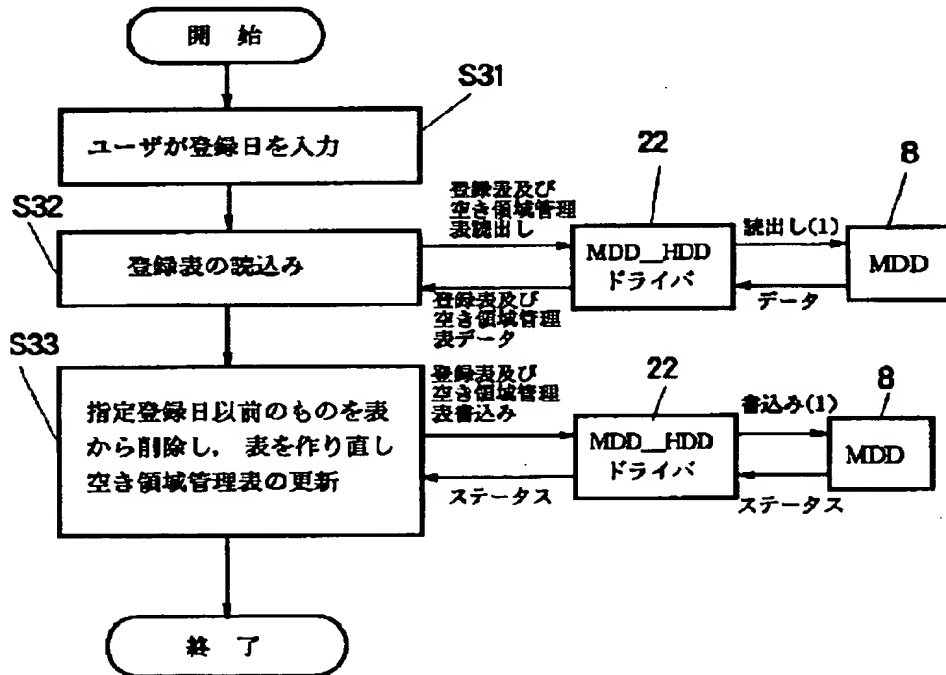 開 始
S31
ユーザが登録日を入力
S32
登録表の読込み
登録表及び
空き領域管理
表読出し
22
MDD__HDD
ドライバ
読出し(1)
8
MDD
データ
登録表及び
空き領域管理
表データ
S33
指定登録日以前のものを表
から削除し, 表を作り直し
空き領域管理表の更新
登録表及び
空き領域管理
表書込み
22
MDD__HDD
ドライバ
書込み(1)
8
MDD
ステータス
ステータス
終 了